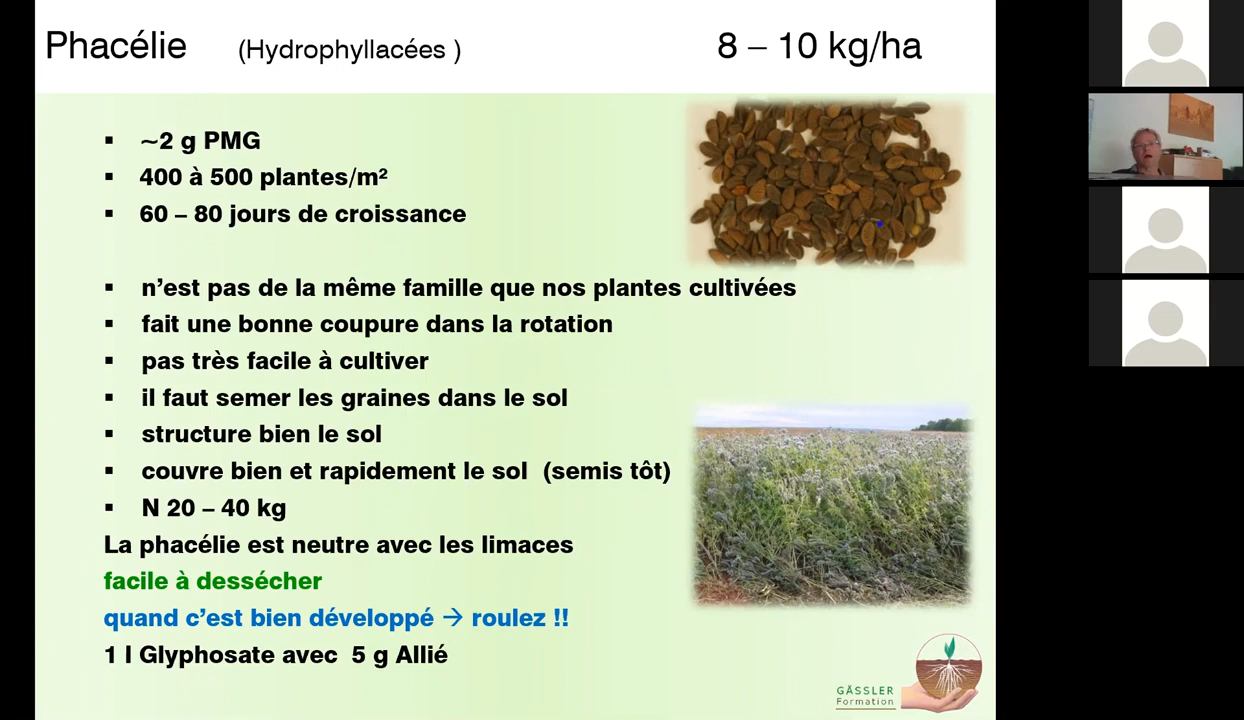 Phacélie (Hydrophyllacées ) 8 – 10 kg/ha
▪ ~2 g PMG
▪ 400 à 500 plantes/m²
▪ 60 – 80 jours de croissance
▪ n’est pas de la même famille que nos plantes cultivées
▪ fait une bonne coupure dans la rotation
▪ pas très facile à cultiver
▪ il faut semer les graines dans le sol
▪ structure bien le sol
▪ couvre bien et rapidement le sol (semis tôt)
▪ N 20 – 40 kg
La phacélie est neutre avec les limaces
facile à dessécher
quand c’est bien développé → roulez !!
1 l Glyphosate avec 5 g Allié
GÄSSLER
Formation